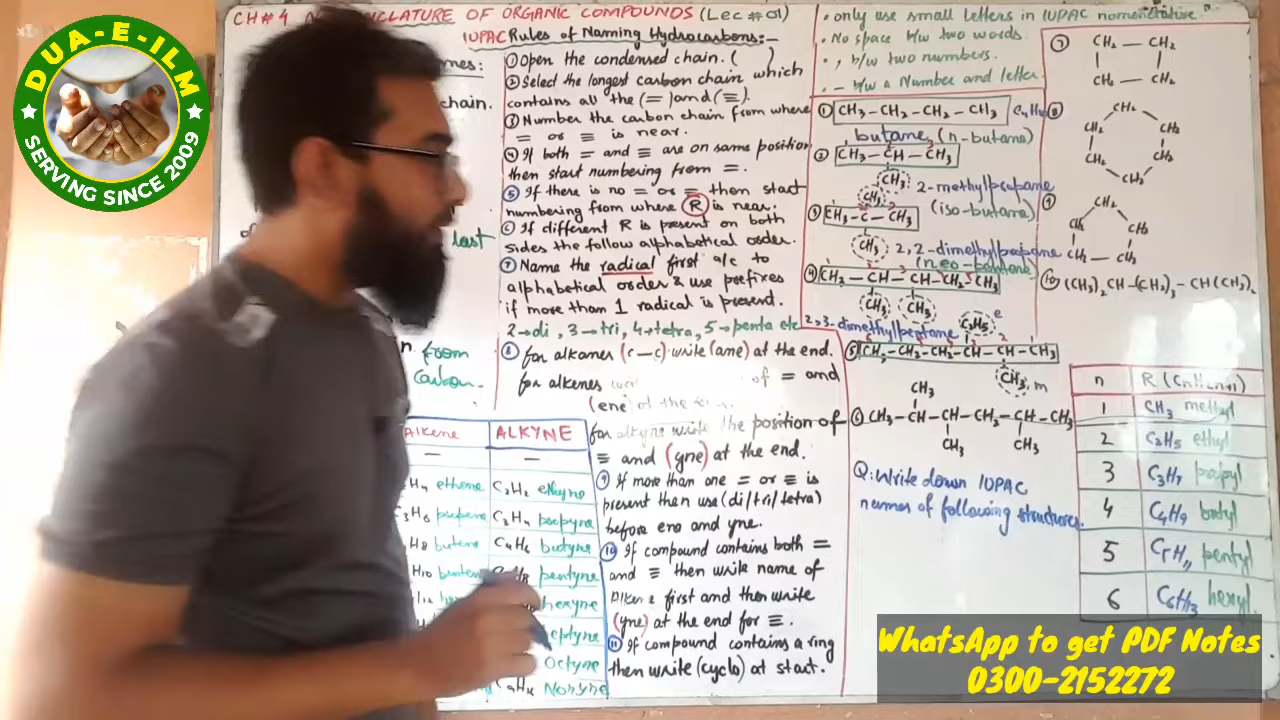 DUA-E-ILM
SERVING SINCE 2009
CH#4 NOMENCLATURE OF ORGANIC COMPOUNDS (Lec #01)
IUPAC Rules of Naming Hydrocarbons:-
chain.
last
from
carbon.
① Open the condensed chain. ( )
② Select the longest carbon chain which
contains all the (=) and (≡).
③ Number the carbon chain from where
= or ≡ is near.
④ If both = and ≡ are on same position
then start numbering from =.
⑤ If there is no = or ≡ then start
numbering from where R is near.
⑥ If different R is present on both
sides the follow alphabetical order.
⑦ Name the radical first a/c to
alphabetical order & use prefixes
if more than 1 radical is present.
2→di, 3→tri, 4→tetra, 5→penta etc
⑧ for alkanes (c—c) write (ane) at the end.
for alkenes of = and
(ene) at the
for alkyne write the position of
≡ and (yne) at the end.
⑨ If more than one = or ≡ is
present then use (di/tri/tetra)
before ene and yne.
⑩ If compound contains both =
and ≡ then write name of
Alkene first and then write
(yne) at the end for ≡.
⑪ If compound contains a ring
then write (cyclo) at start.
Alkene ALKYNE
— —
H4 ethene C2H2 ethyne
C3H6 propene C3H4 propyne
H8 butene C4H6 butyne
H10 H8 pentyne
H12 hexyne
eptyne
Octyne
Nonyne
• only use small letters in IUPAC nomenclature
• No space b/w two words.
• , b/w two numbers.
• - b/w a Number and letter.
① CH3—CH2—CH2—CH3
butane, (n-butane)
② CH3—CH—CH3
CH3
2-methylpropane
(iso-butane)
CH3
③ CH3—C—CH3
CH3
2,2-dimethylpropane
(neo-pentane)
④ CH3—CH—CH—CH2—CH3
CH3 CH3
2,3-dimethylpentane
C2H5 e
⑤ CH3—CH2—CH2—CH—CH—CH3
CH3 m
CH3
⑥ CH3—CH—CH—CH2—CH—CH3
CH3 CH3
Q: Write down IUPAC
names of following structures.
⑦ CH2—CH2
CH2—CH2
⑧ CH2
CH2 CH2
CH2 CH2
CH2
⑨ CH2
CH2 CH2
CH2—CH2
⑩ (CH3)2CH—(CH2)3—CH(CH3)2
n R (CnH2n+1)
1 CH3 methyl
2 C2H5 ethyl
3 C3H7 propyl
4 C4H9 butyl
5 C5H11 pentyl
6 C6H13 hexyl
WhatsApp to get PDF Notes
0300-2152272